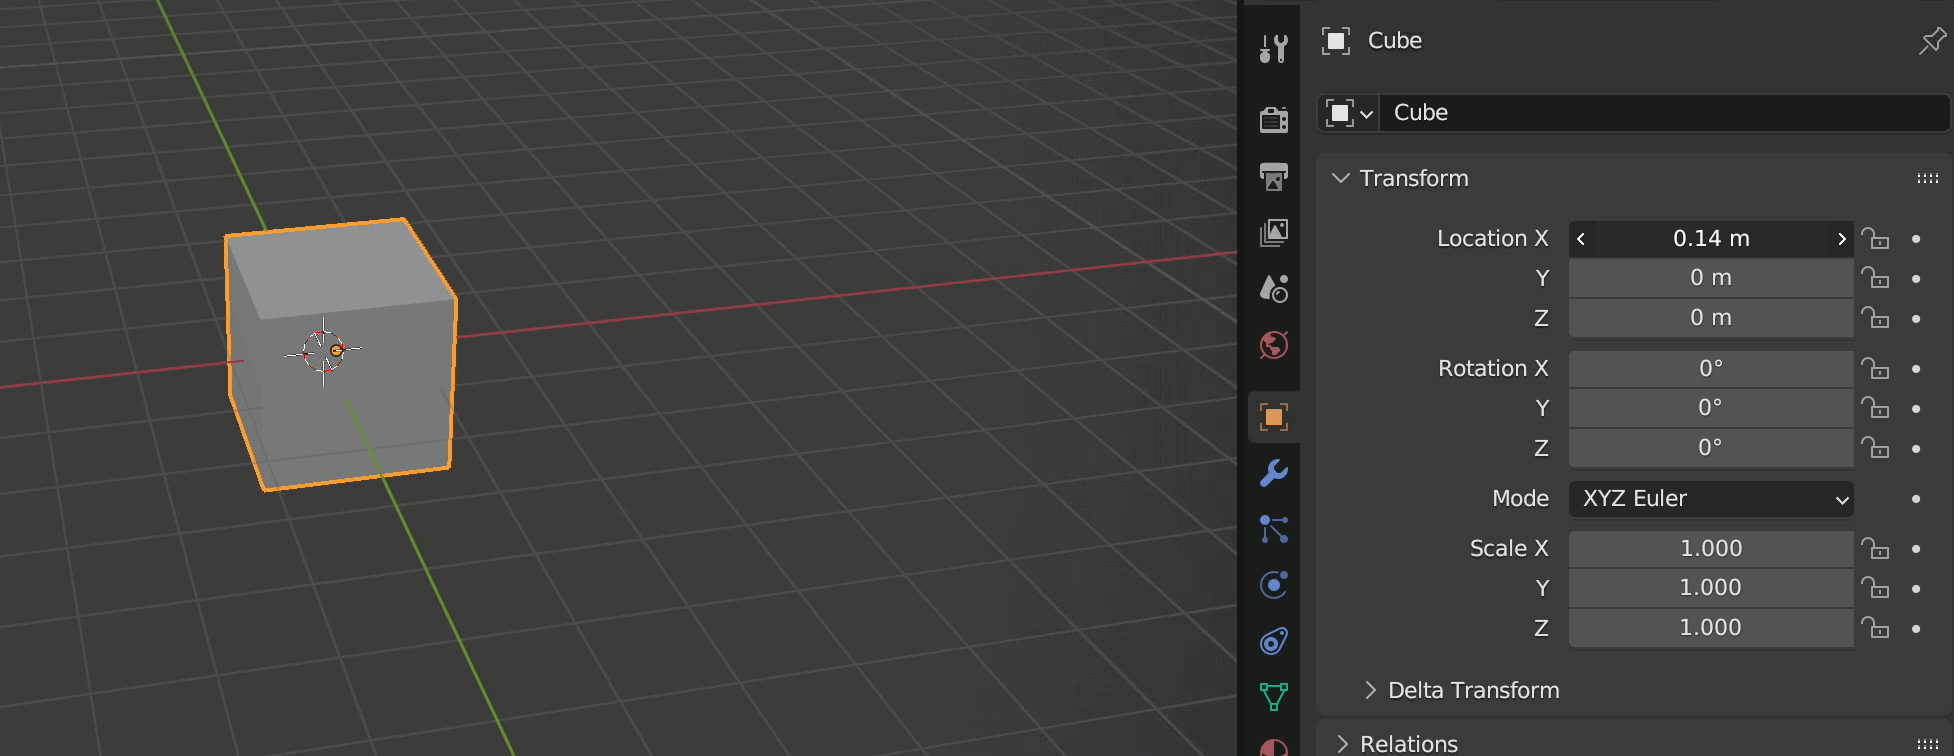 Cube
Cube
Transform
Location X 0.14 m
Y 0 m
Z 0 m
Rotation X 0°
Y 0°
Z 0°
Mode XYZ Euler
Scale X 1.000
Y 1.000
Z 1.000
Delta Transform
Relations